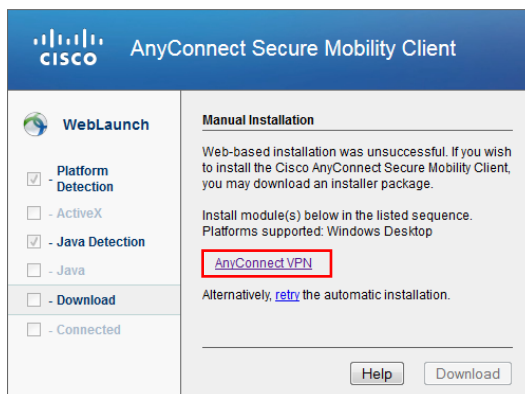 CISCO
AnyConnect Secure Mobility Client
WebLaunch
- Platform
Detection
- ActiveX
- Java Detection
- Java
- Download
- Connected
Manual Installation
Web-based installation was unsuccessful. If you wish
to install the Cisco AnyConnect Secure Mobility Client,
you may download an installer package.
Install module(s) below in the listed sequence.
Platforms supported: Windows Desktop
AnyConnect VPN
Alternatively, retry the automatic installation.
Help
Download